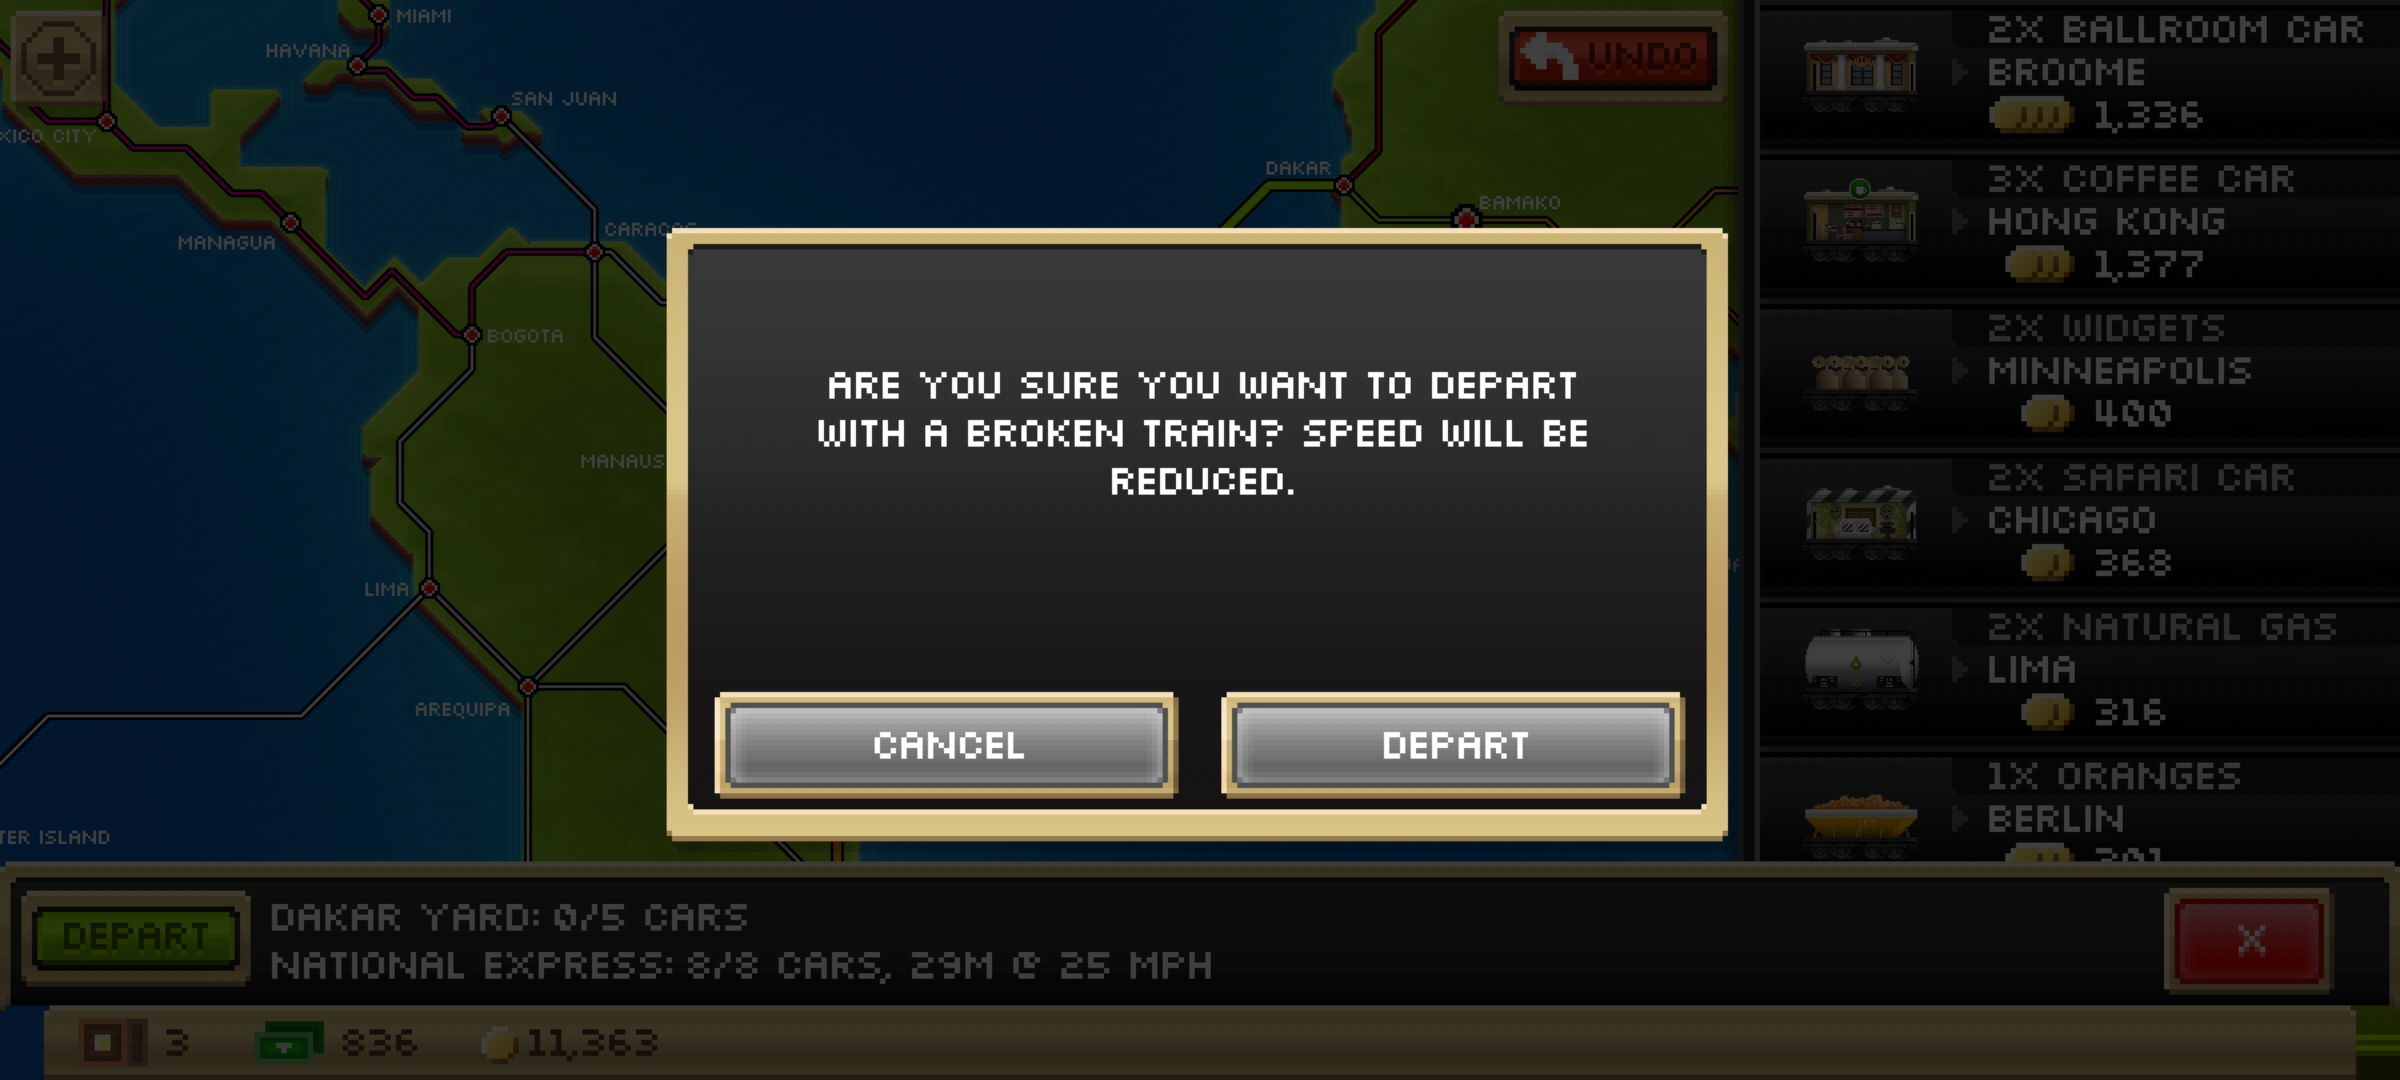 MIAMI
HAVANA
SAN JUAN
XICO CITY
MANAGUA
BOGOTA
MANAUS
LIMA
AREQUIPA
TER ISLAND
DAKAR
BAMAKO
UNDO
ARE YOU SURE YOU WANT TO DEPART
WITH A BROKEN TRAIN? SPEED WILL BE
REDUCED.
CANCEL
DEPART
2X BALLROOM CAR
BROOME
1,336
3X COFFEE CAR
HONG KONG
1,377
2X WIDGETS
MINNEAPOLIS
400
2X SAFARI CAR
CHICAGO
368
2X NATURAL GAS
LIMA
316
1X ORANGES
BERLIN
DEPART
DAKAR YARD: 0/5 CARS
NATIONAL EXPRESS: 8/8 CARS, 29M @ 25 MPH
X
3
836
11,363